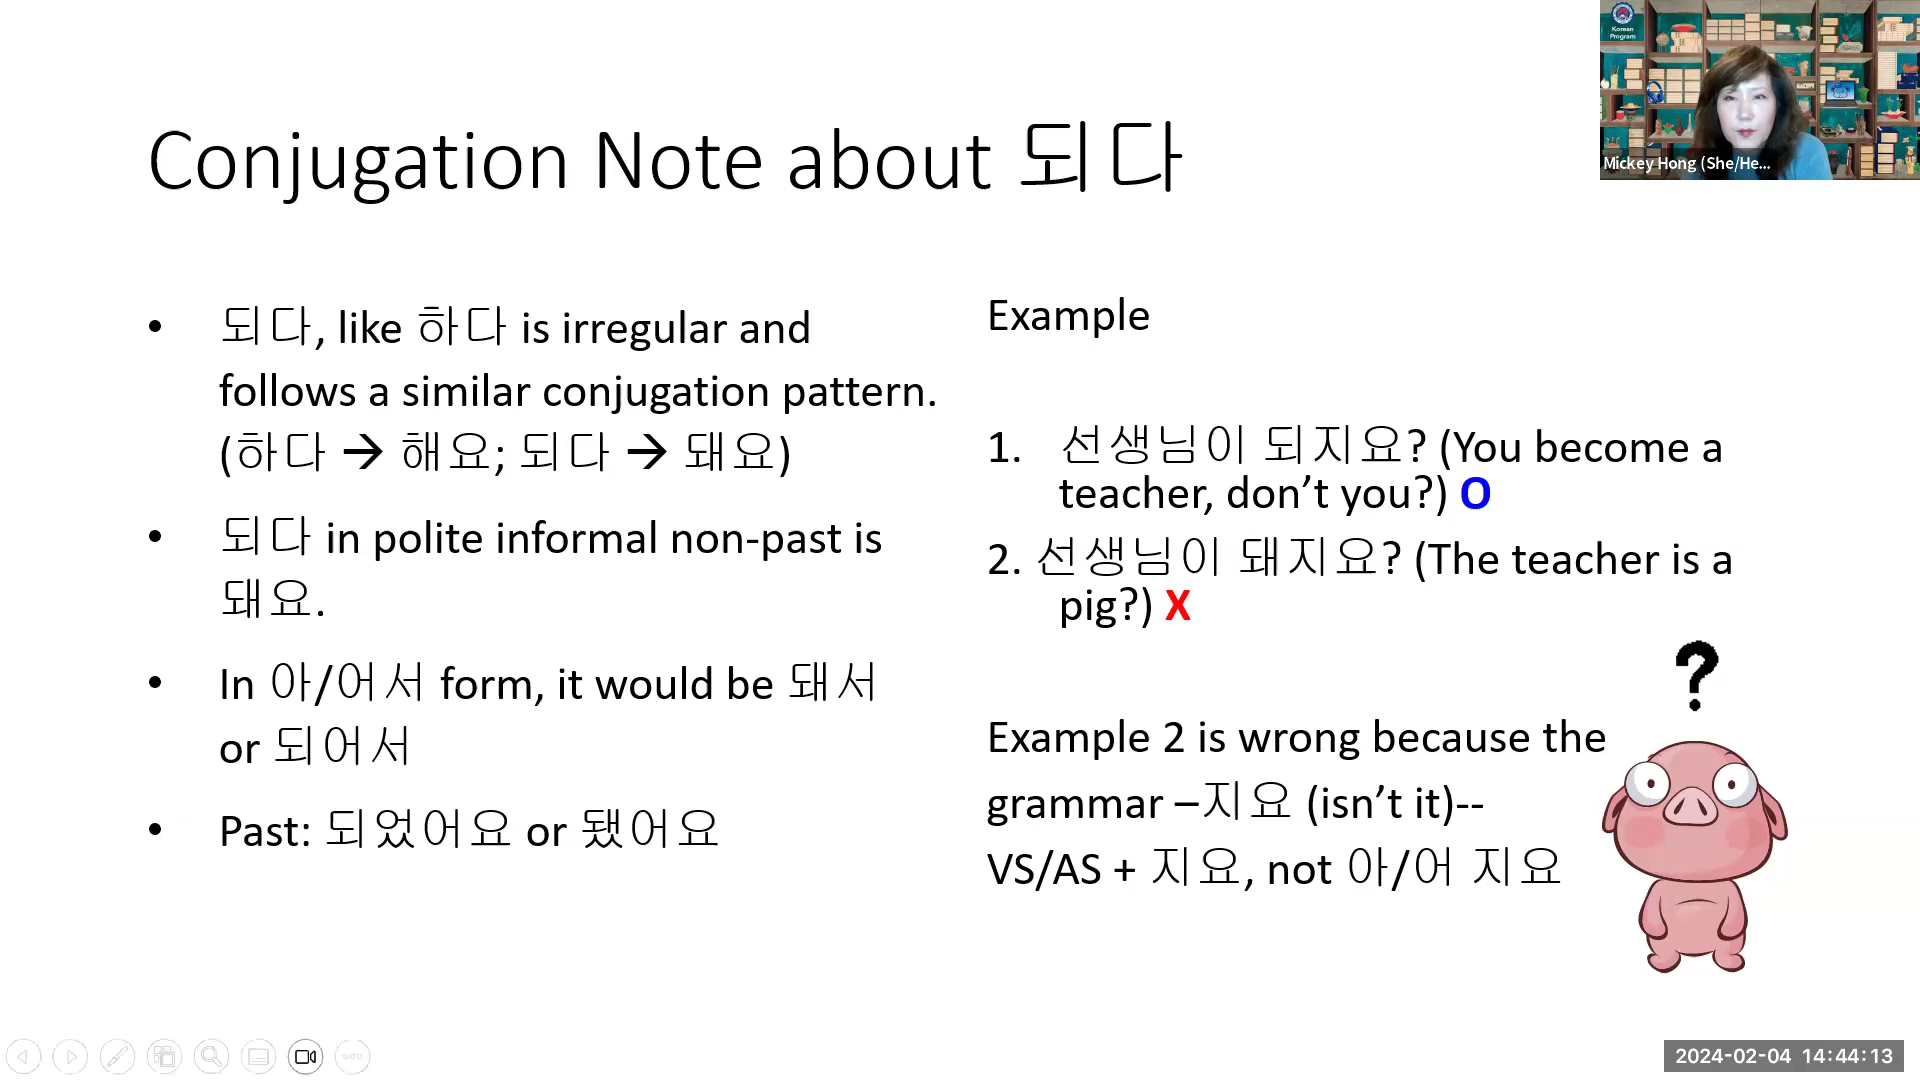 Korean
Program
Mickey Hong (She/He...
Conjugation Note about 되다
• 되다, like 하다 is irregular and
follows a similar conjugation pattern.
(하다 → 해요; 되다 → 돼요)
• 되다 in polite informal non-past is
돼요.
• In 아/어서 form, it would be 돼서
or 되어서
• Past: 되었어요 or 됐어요
Example
1. 선생님이 되지요? (You become a
teacher, don’t you?) O
2. 선생님이 돼지요? (The teacher is a
pig?) X
?
Example 2 is wrong because the
grammar –지요 (isn’t it)--
VS/AS + 지요, not 아/어 지요
2024-02-04 14:44:13